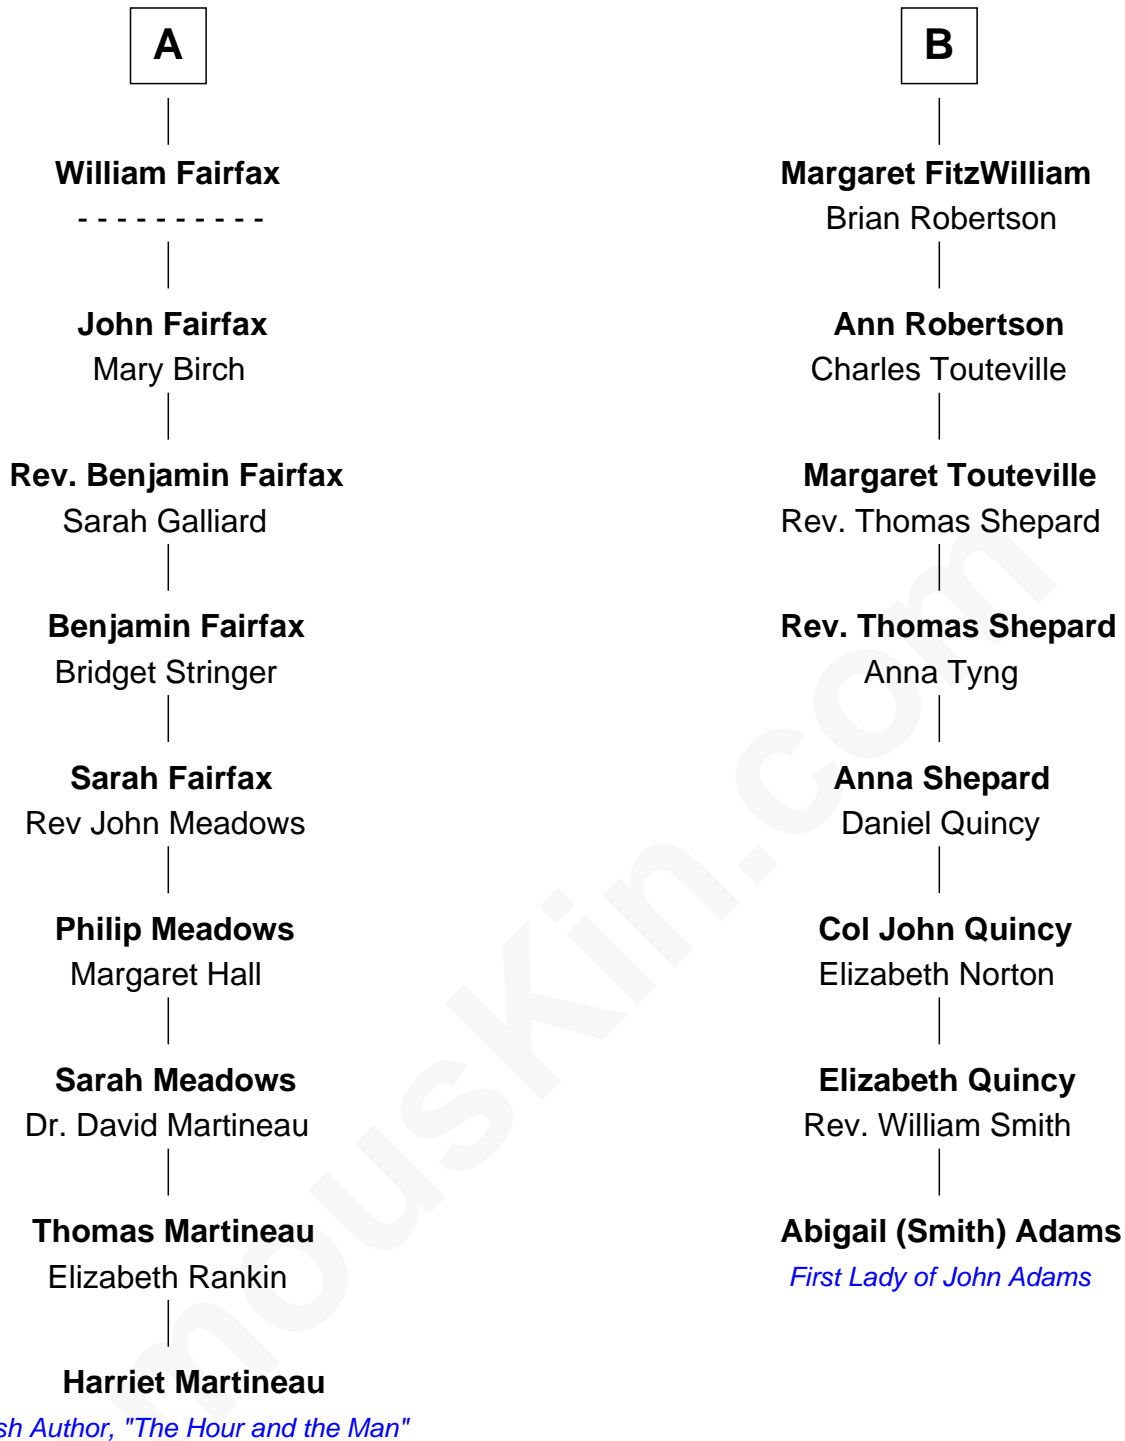 A
William Fairfax
- - - - - - - - - -
John Fairfax
Mary Birch
Rev. Benjamin Fairfax
Sarah Galliard
Benjamin Fairfax
Bridget Stringer
Sarah Fairfax
Rev John Meadows
Philip Meadows
Margaret Hall
Sarah Meadows
Dr. David Martineau
Thomas Martineau
Elizabeth Rankin
Harriet Martineau
Author, "The Hour and the Man"
B
Margaret FitzWilliam
Brian Robertson
Ann Robertson
Charles Touteville
Margaret Touteville
Rev. Thomas Shepard
Rev. Thomas Shepard
Anna Tyng
Anna Shepard
Daniel Quincy
Col John Quincy
Elizabeth Norton
Elizabeth Quincy
Rev. William Smith
Abigail (Smith) Adams
First Lady of John Adams
mouskin.com